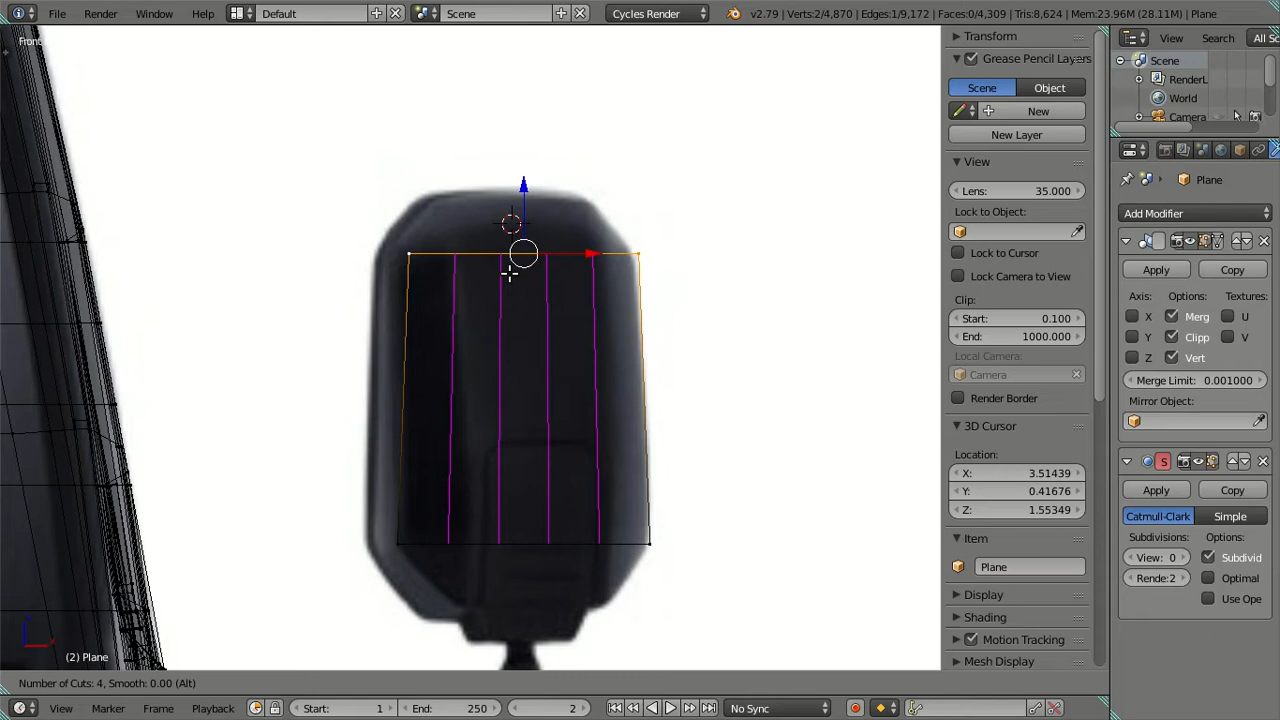 File Render Window Help Default Scene Cycles Render v2.79 | Verts:2/4,870 | Edges:1/9,172 | Faces:0/4,309 | Tris:8,624 | Mem:23.96M (28.11M) | Plane
Front
(2) Plane
Number of Cuts: 4, Smooth: 0.00 (Alt)
Transform
Grease Pencil Layers
Scene Object
New
New Layer
View
Lens: 35.000
Lock to Object:
Lock to Cursor
Lock Camera to View
Clip:
Start: 0.100
End: 1000.000
Local Camera:
Camera
Render Border
3D Cursor
Location:
X: 3.51439
Y: 0.41676
Z: 1.55349
Item
Plane
Display
Shading
Motion Tracking
Mesh Display
View Search All Sc
Scene
RenderL
World
Camera
Plane
Add Modifier
Apply Copy
Axis: Options: Textures:
X Merg U
Y Clipp V
Z Vert
Merge Limit: 0.001000
Mirror Object:
S
Apply Copy
Catmull-Clark Simple
Subdivisions: Options:
View: 0 Subdivid
Rende: 2 Optimal
Use Ope
View Marker Frame Playback Start: 1 End: 250 2 No Sync